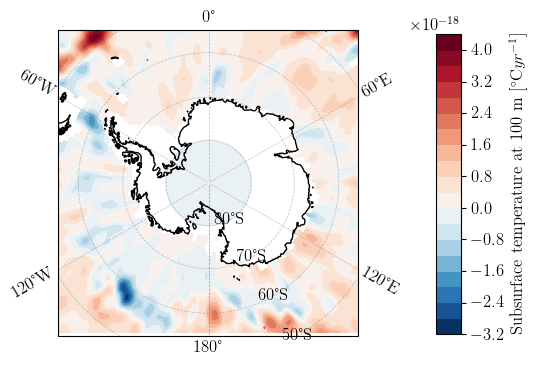 0°
×10⁻¹⁸
60°W
60°E
4.0
3.2
2.4
1.6
0.8
0.0
−0.8
−1.6
−2.4
−3.2
Subsurface temperature at 100 m [°Cyr⁻¹]
80°S
70°S
60°S
50°S
120°W
120°E
180°